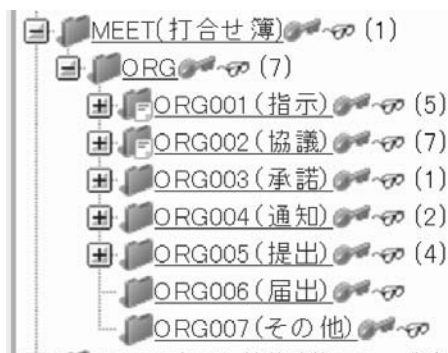 MEET(打合せ簿) (1)
ORG (7)
ORG001(指示) (5)
ORG002(協議) (7)
ORG003(承諾) (1)
ORG004(通知) (2)
ORG005(提出) (4)
ORG006(届出)
ORG007(その他)